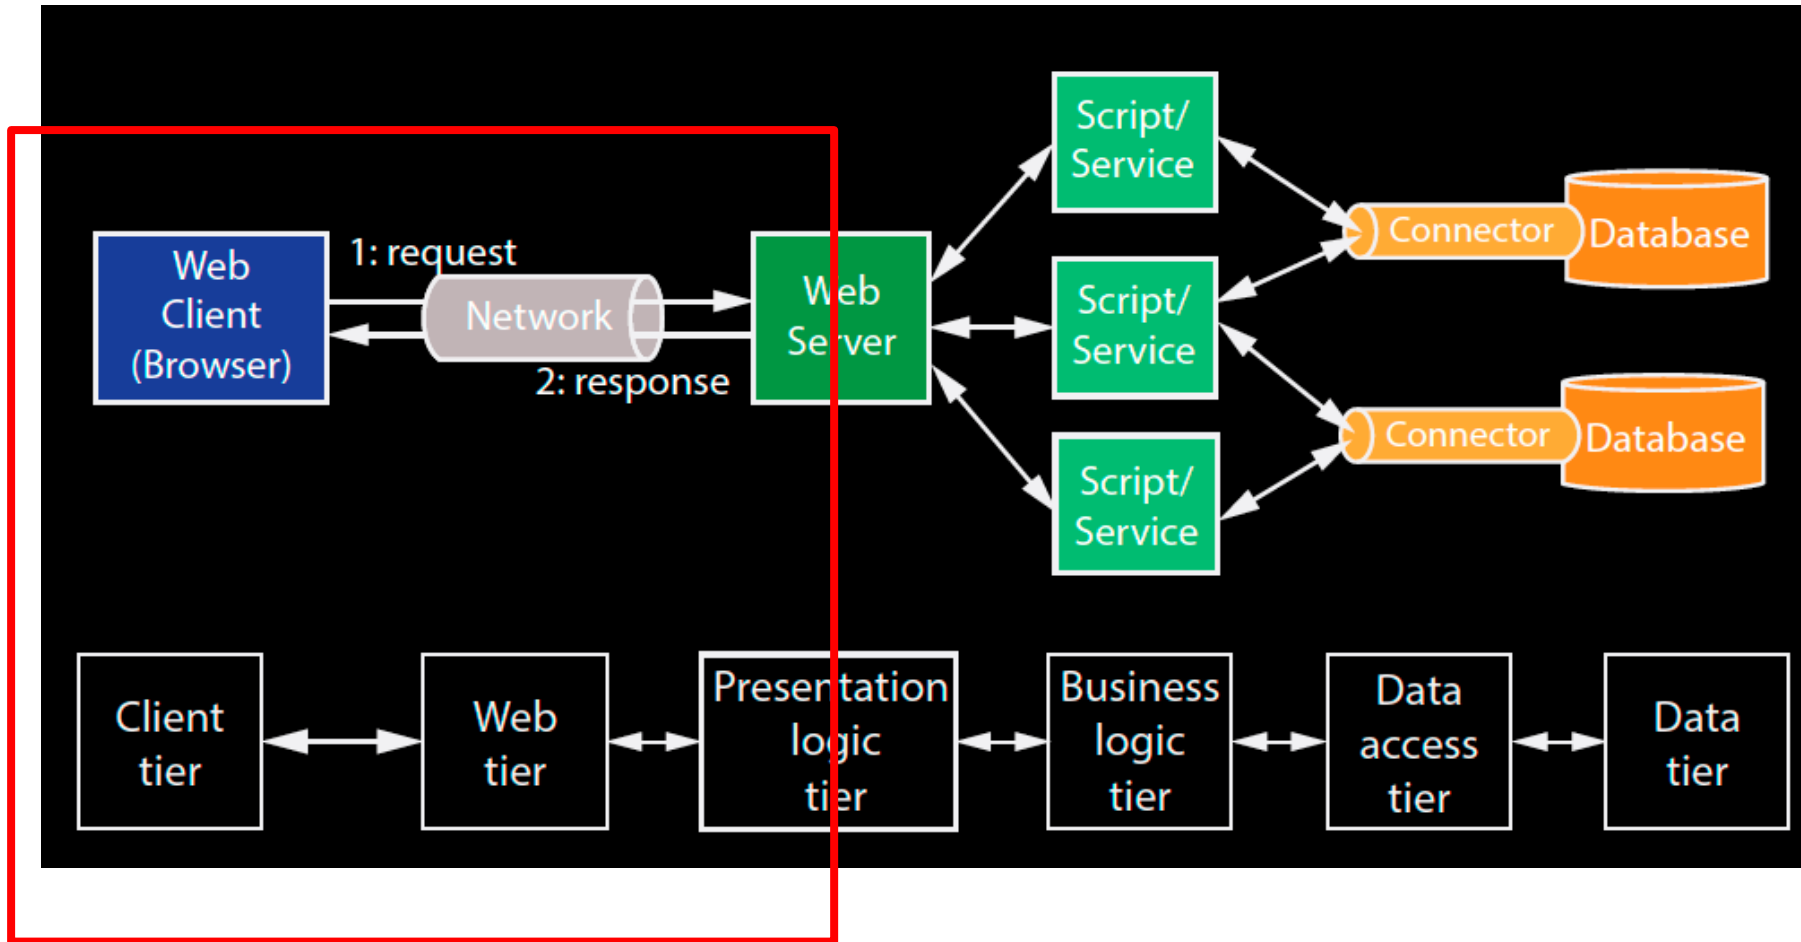 Web
Client
(Browser)
1: request
Network
2: response
Web
Server
Script/
Service
Script/
Service
Script/
Service
Connector
Database
Connector
Database
Client
tier
Web
tier
Presentation
logic
tier
Business
logic
tier
Data
access
tier
Data
tier